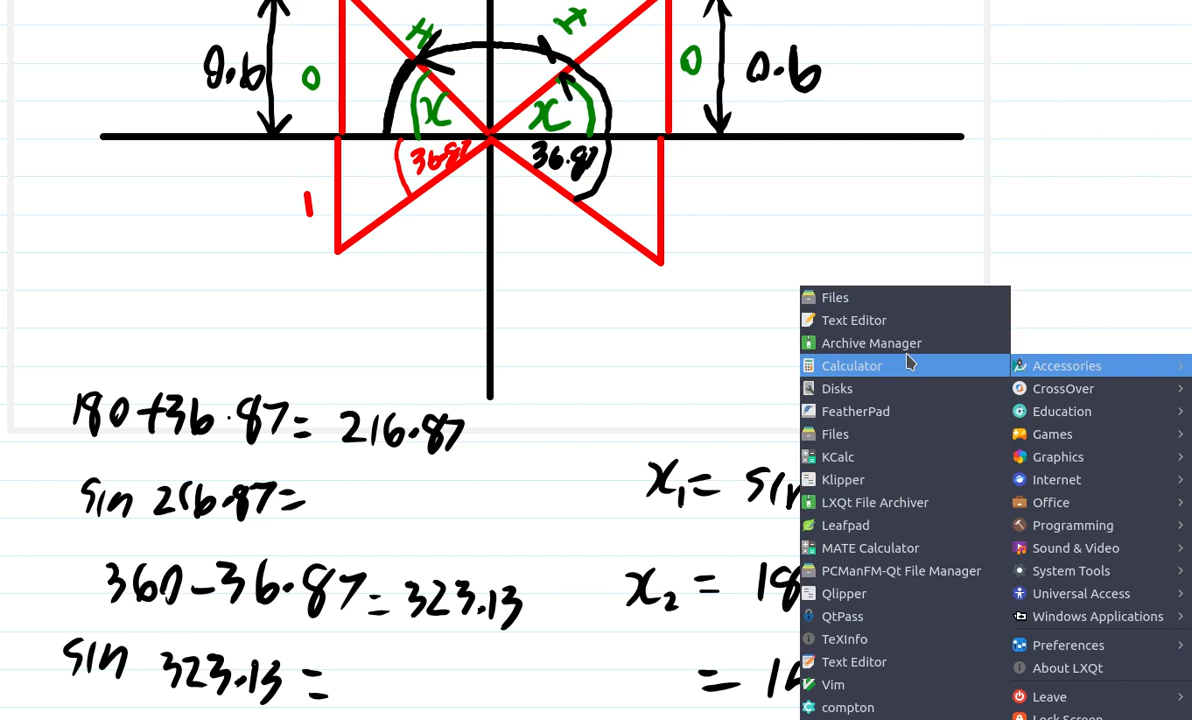 H
H
0.6
0
0
0.6
x
x
36.87
36.87
1
180+36.87= 216.87
sin 216.87=
360-36.87=323.13
sin 323.13 =
x₁= sin
x₂ = 18
= 14
Files
Text Editor
Archive Manager
Calculator
Disks
FeatherPad
Files
KCalc
Klipper
LXQt File Archiver
Leafpad
MATE Calculator
PCManFM-Qt File Manager
Qlipper
QtPass
TeXInfo
Text Editor
Vim
compton
Accessories
CrossOver
Education
Games
Graphics
Internet
Office
Programming
Sound & Video
System Tools
Universal Access
Windows Applications
Preferences
About LXQt
Leave
Lock Screen